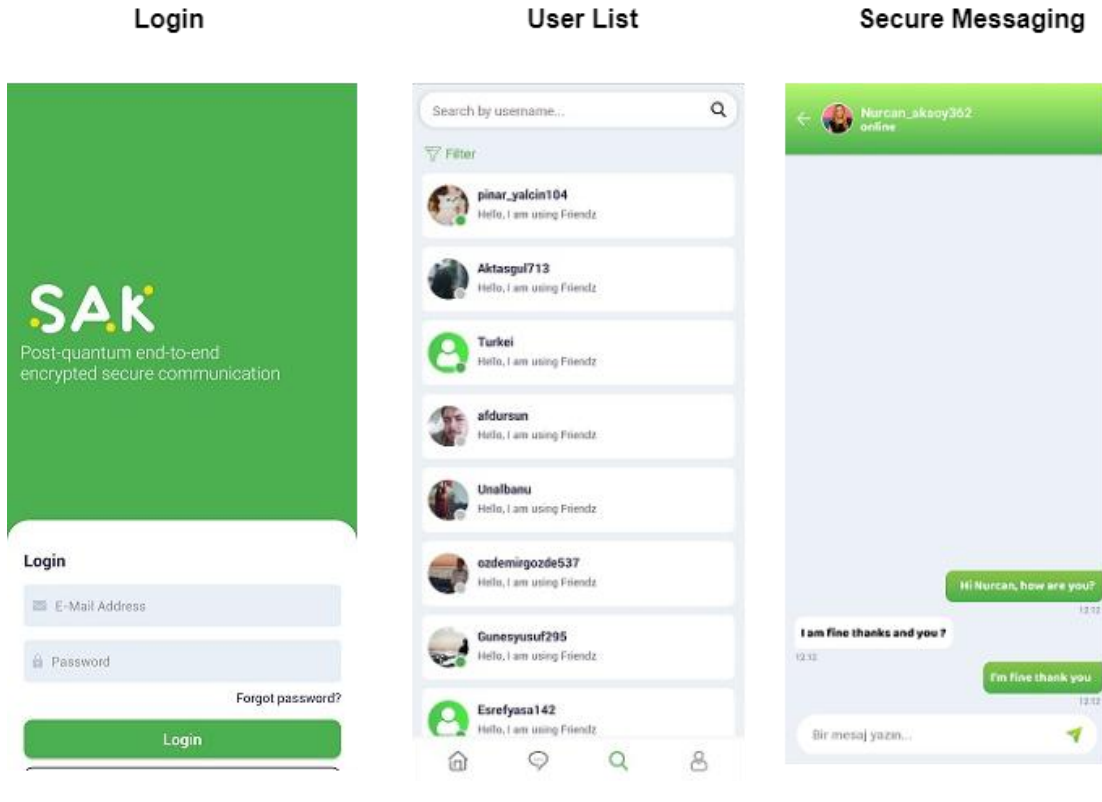 Login
User List
Secure Messaging
SAK
Post-quantum end-to-end
encrypted secure communication
Login
E-Mail Address
Password
Forgot password?
Login
Search by username...
Filter
pinar_yalcin104
Hello, I am using Friendz
Aktasgul713
Hello, I am using Friendz
Turkei
Hello, I am using Friendz
afdursun
Hello, I am using Friendz
Unalbanu
Hello, I am using Friendz
ozdemirgozde537
Hello, I am using Friendz
Gunesyusuf295
Hello, I am using Friendz
Esrefyasa142
Hello, I am using Friendz
Nurcan_aksoy362
online
Hi Nurcan, how are you?
12:12
I am fine thanks and you ?
12:12
I'm fine thank you
12:12
Bir mesaj yazın...